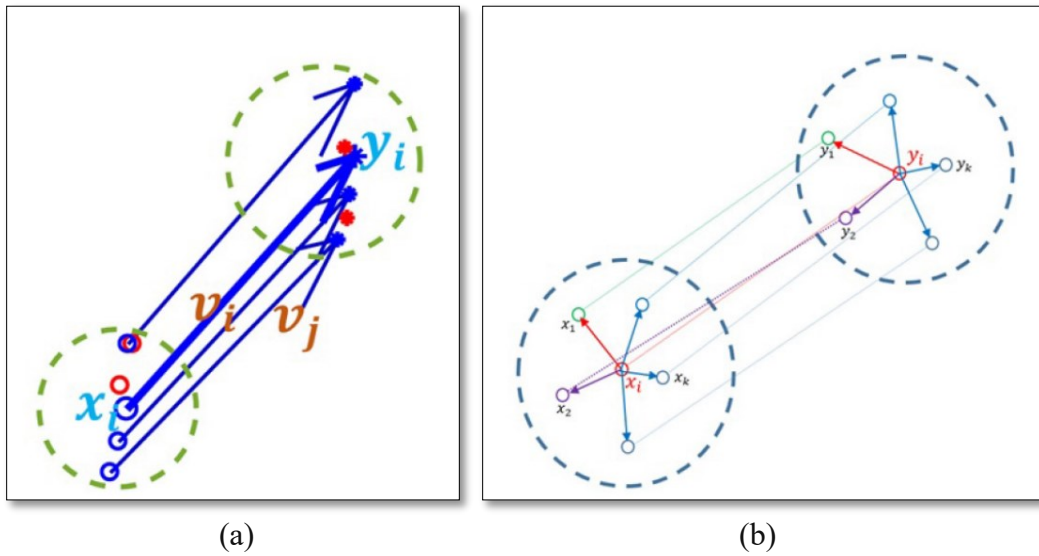 y_i
v_i
v_j
x_i
y_1
y_i
y_k
y_2
x_1
x_i
x_k
x_2
(a)
(b)